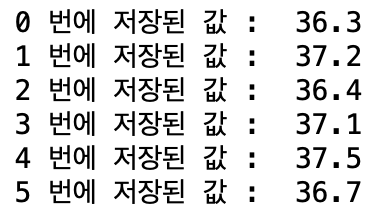 0 번에 저장된 값 :  36.3
1 번에 저장된 값 :  37.2
2 번에 저장된 값 :  36.4
3 번에 저장된 값 :  37.1
4 번에 저장된 값 :  37.5
5 번에 저장된 값 :  36.7